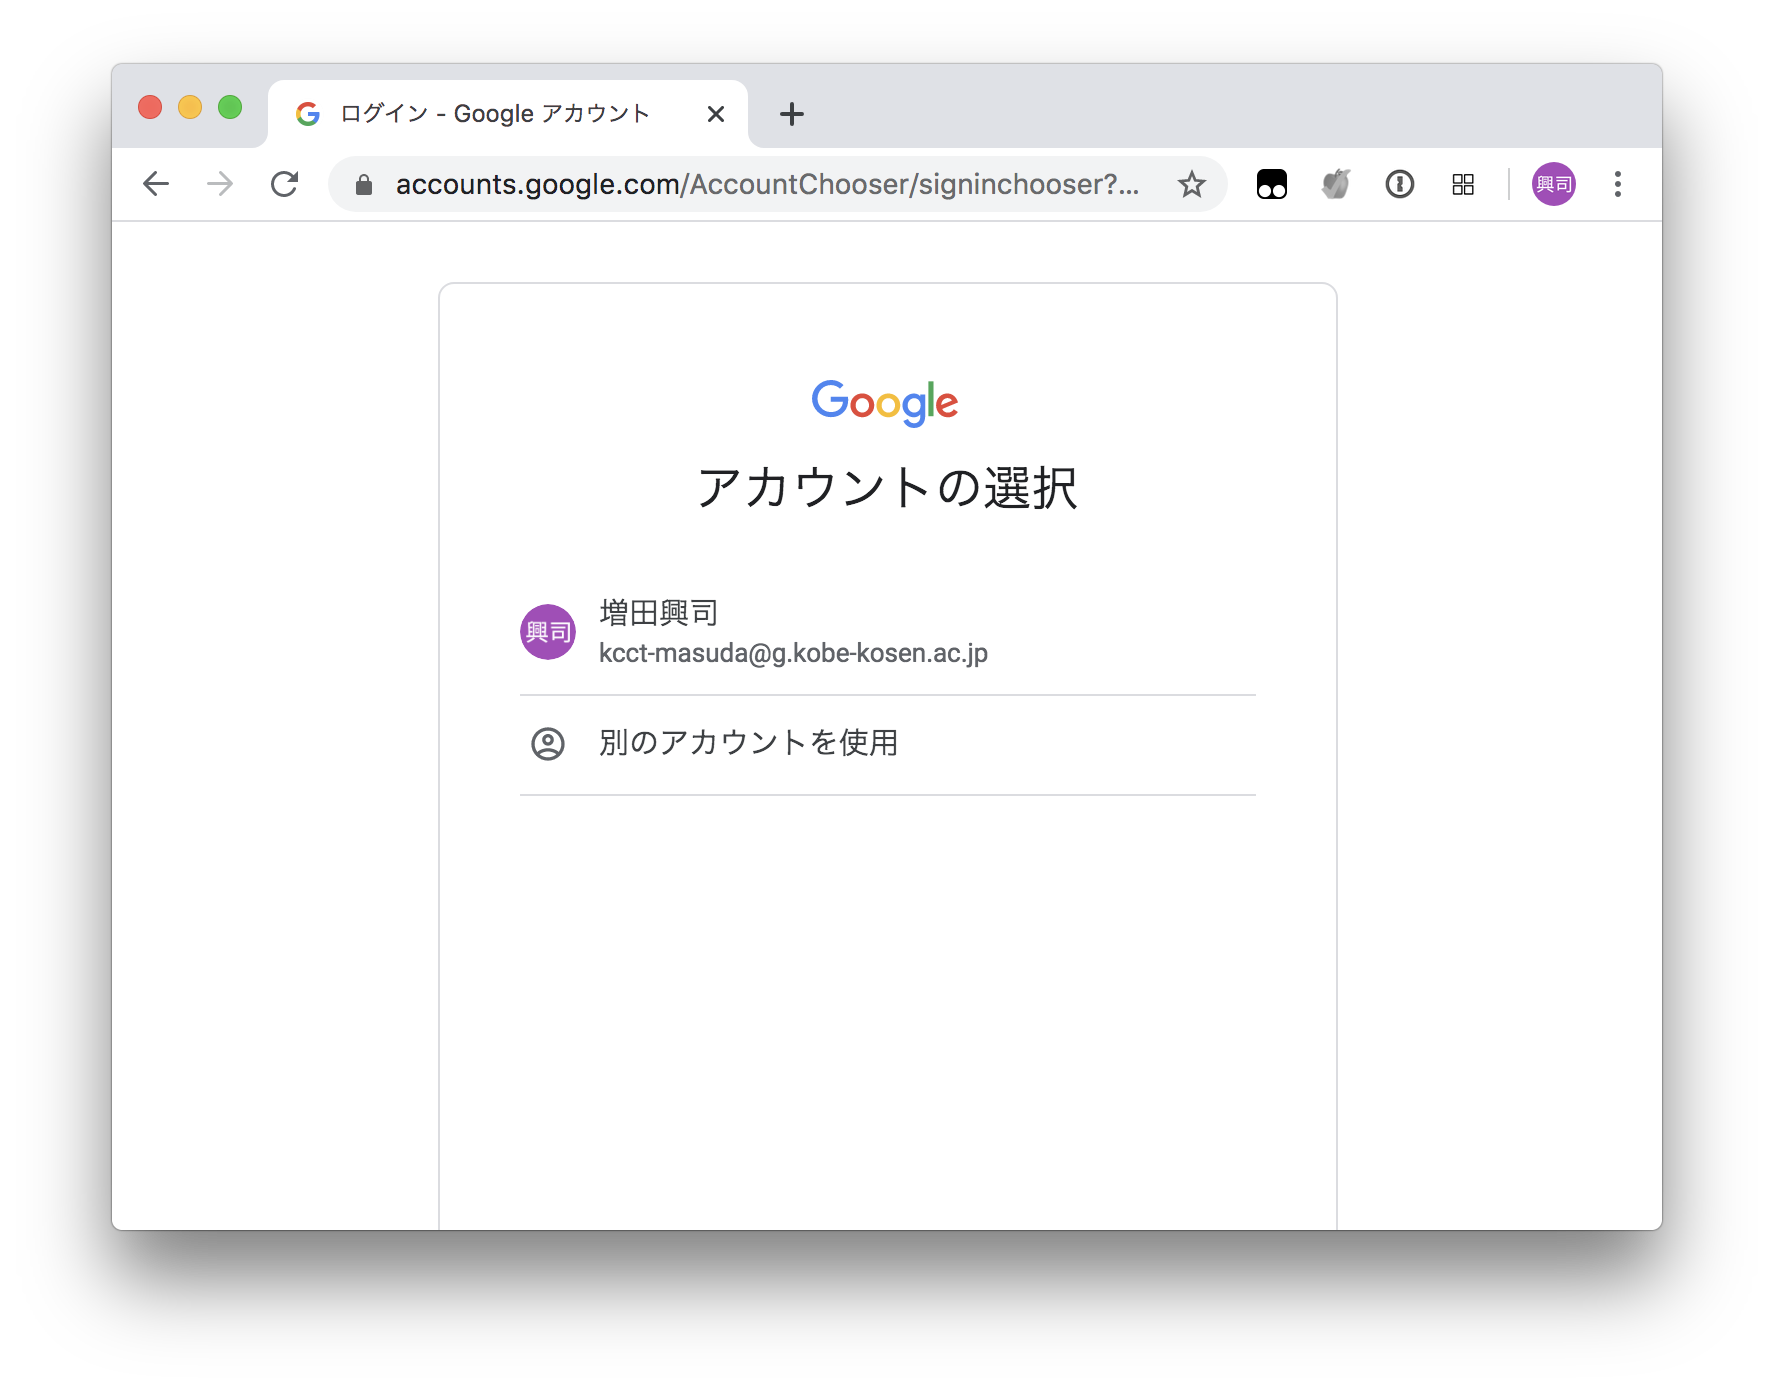 ログイン - Google アカウント
accounts.google.com/AccountChooser/signinchooser?...
興司
Google
アカウントの選択
興司
増田興司
kcct-masuda@g.kobe-kosen.ac.jp
別のアカウントを使用